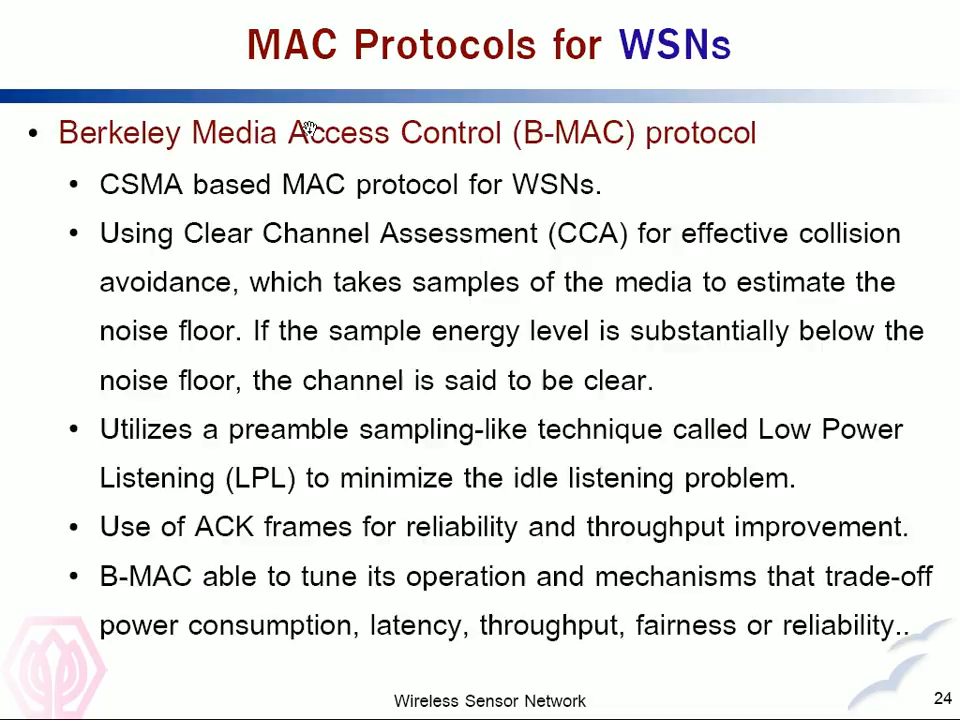 MAC Protocols for WSNs
• Berkeley Media Access Control (B-MAC) protocol
• CSMA based MAC protocol for WSNs.
• Using Clear Channel Assessment (CCA) for effective collision
avoidance, which takes samples of the media to estimate the
noise floor. If the sample energy level is substantially below the
noise floor, the channel is said to be clear.
• Utilizes a preamble sampling-like technique called Low Power
Listening (LPL) to minimize the idle listening problem.
• Use of ACK frames for reliability and throughput improvement.
• B-MAC able to tune its operation and mechanisms that trade-off
power consumption, latency, throughput, fairness or reliability..
Wireless Sensor Network
24